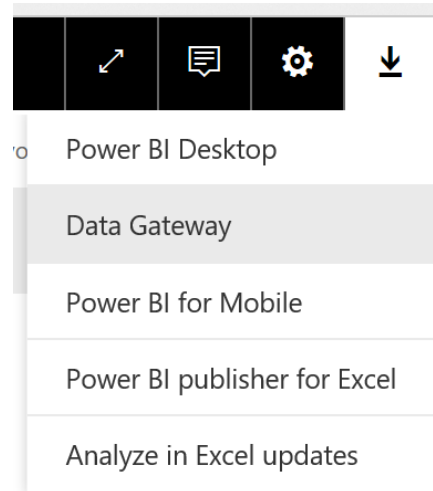 Power BI Desktop
Data Gateway
Power BI for Mobile
Power BI publisher for Excel
Analyze in Excel updates